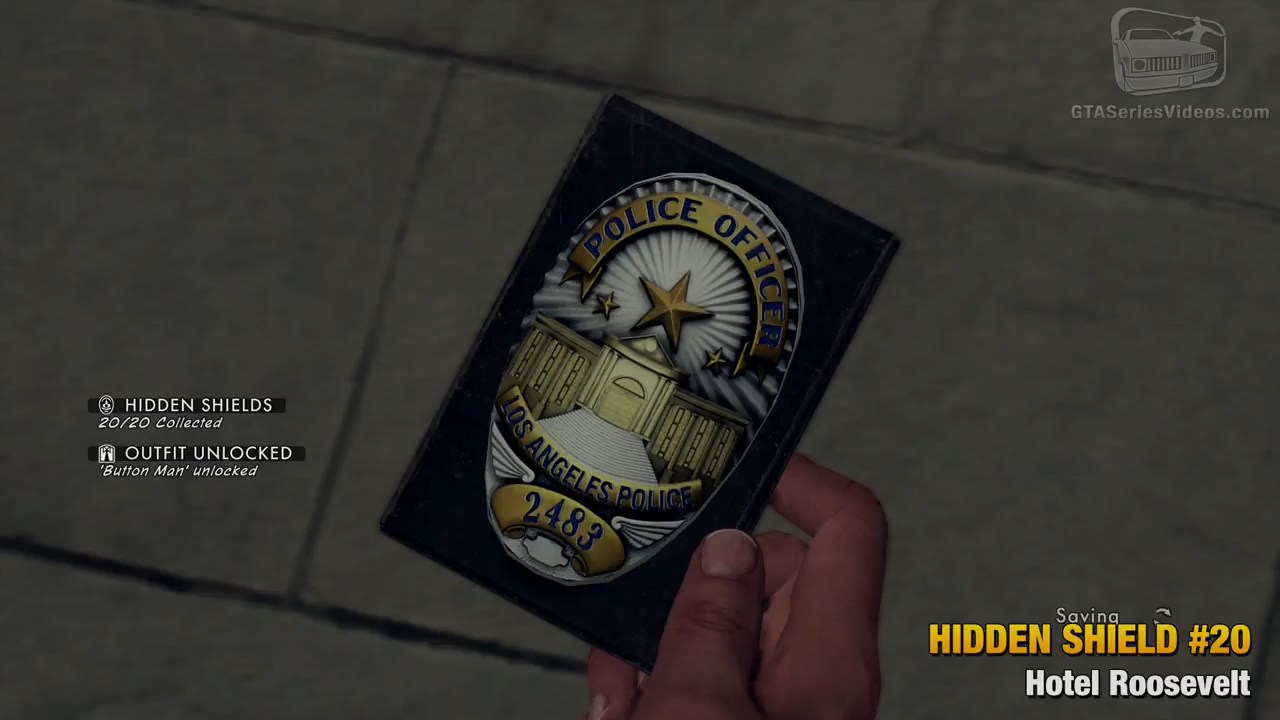 GTASeriesVideos.com
POLICE OFFICER
LOS ANGELES POLICE
2483
HIDDEN SHIELDS
20/20 Collected
OUTFIT UNLOCKED
'Button Man' unlocked
Saving
HIDDEN SHIELD #20
Hotel Roosevelt